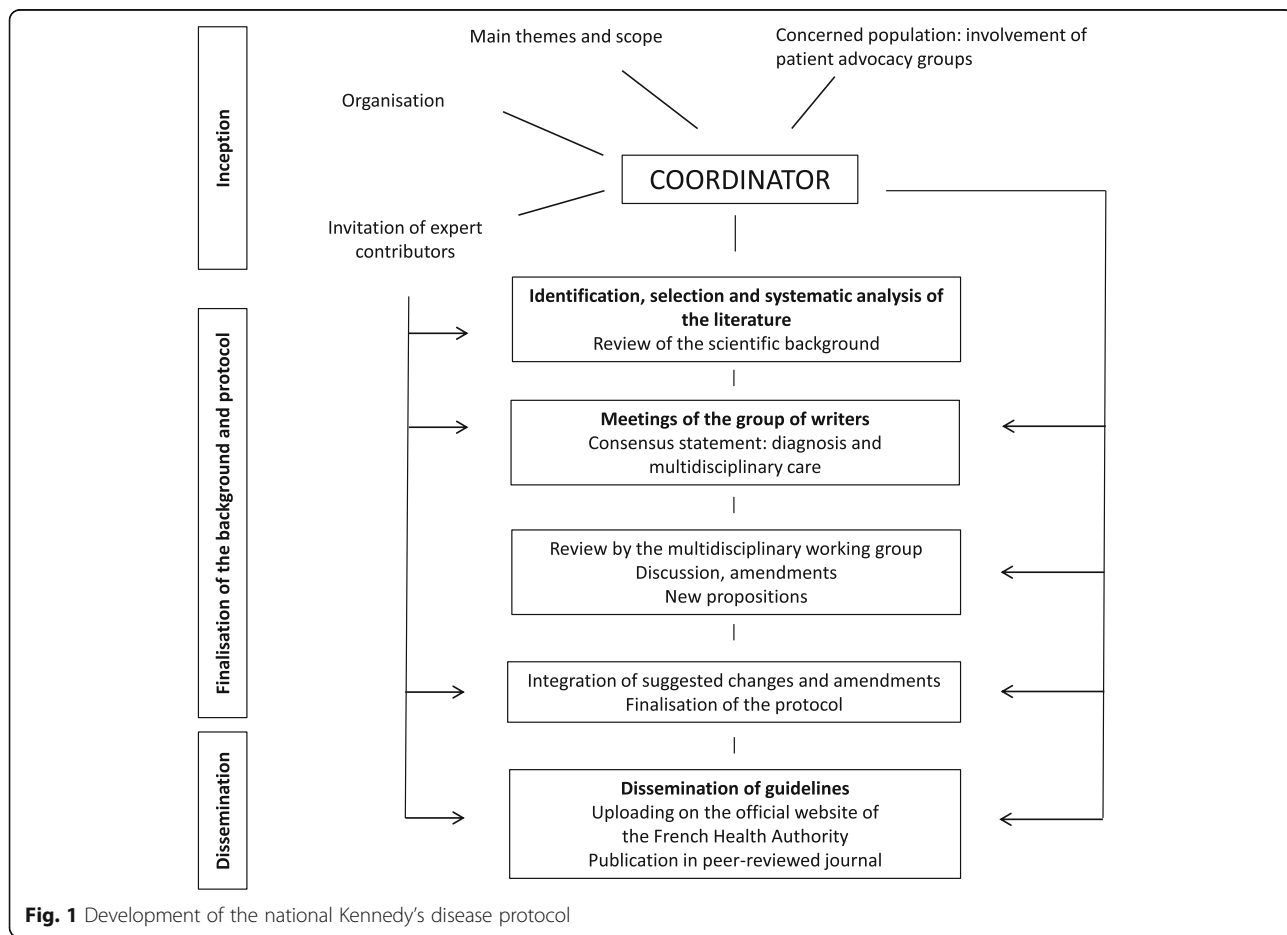 Main themes and scope
Concerned population: involvement of
patient advocacy groups
Organisation
Inception
COORDINATOR
Invitation of expert
contributors
Identification, selection and systematic analysis of
the literature
Review of the scientific background
Finalisation of the background and protocol
Meetings of the group of writers
Consensus statement: diagnosis and
multidisciplinary care
Review by the multidisciplinary working group
Discussion, amendments
New propositions
Integration of suggested changes and amendments
Finalisation of the protocol
Dissemination
Dissemination of guidelines
Uploading on the official website of
the French Health Authority
Publication in peer-reviewed journal
Fig. 1 Development of the national Kennedy's disease protocol